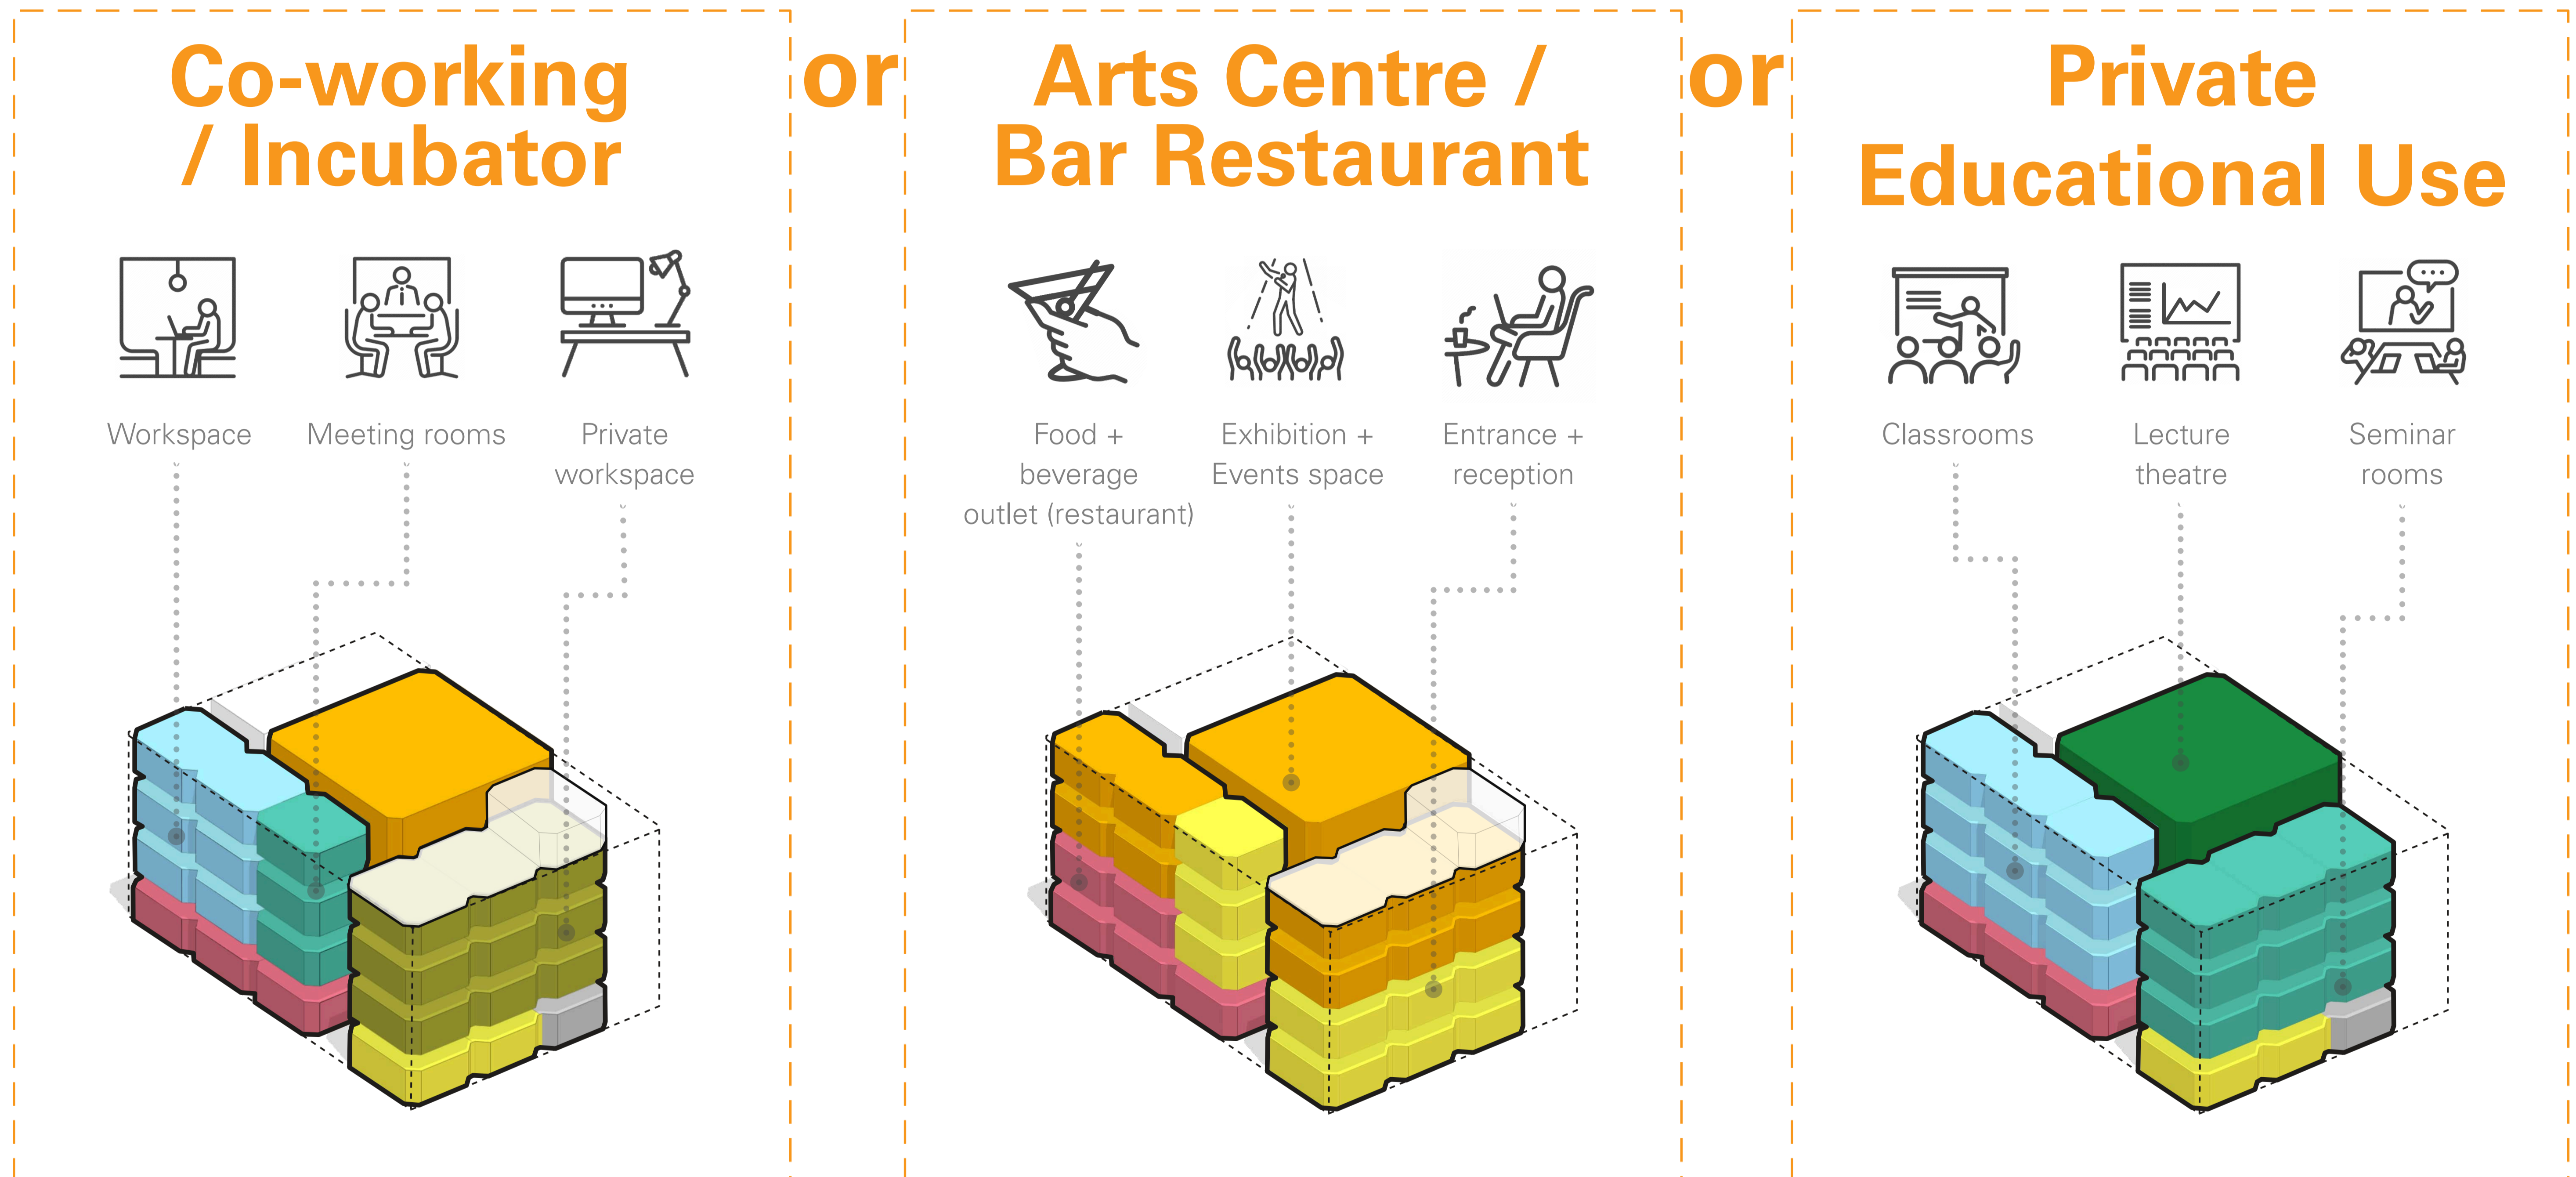 Co-working
/ Incubator
Workspace
Meeting rooms
Private
workspace
or
Arts Centre /
Bar Restaurant
Food +
beverage
outlet (restaurant)
Exhibition +
Events space
Entrance +
reception
or
Private
Educational Use
Classrooms
Lecture
theatre
Seminar
rooms